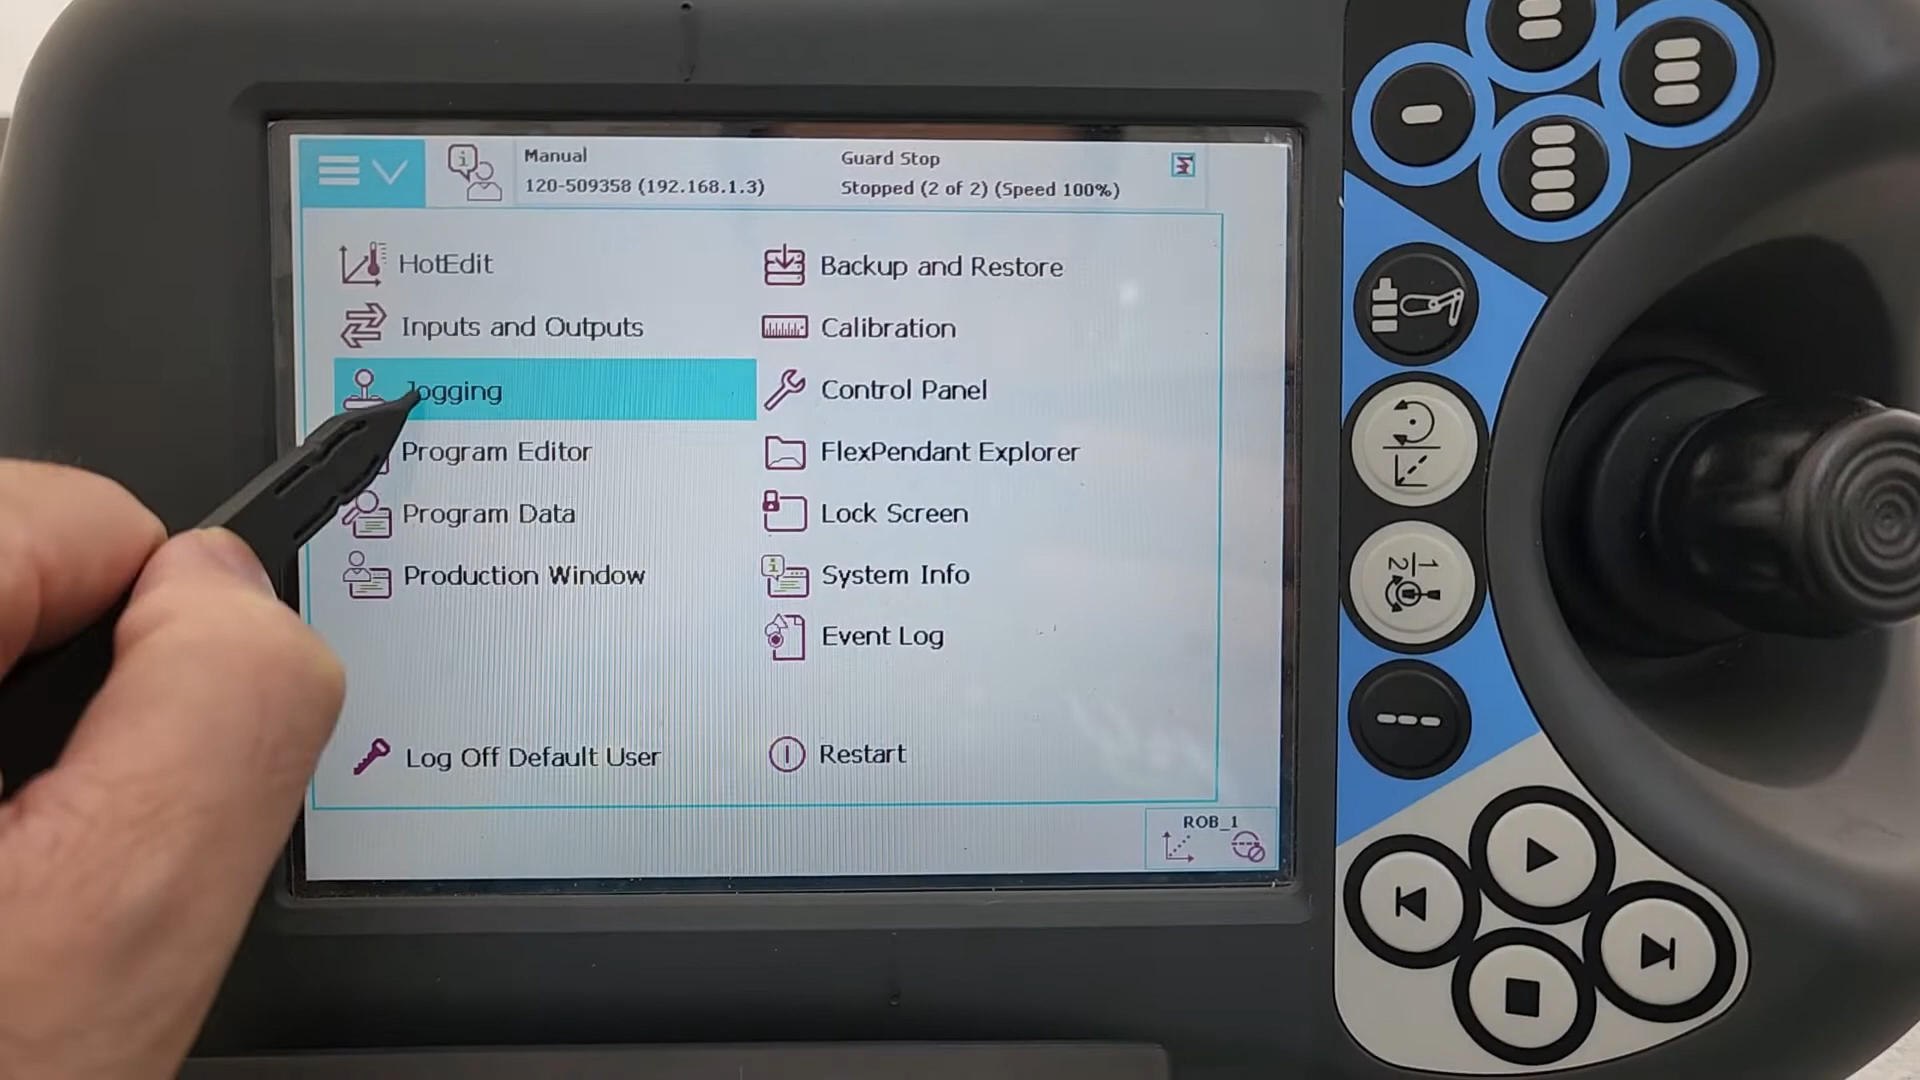 Manual
120-509358 (192.168.1.3)
Guard Stop
Stopped (2 of 2) (Speed 100%)
HotEdit
Inputs and Outputs
Jogging
Program Editor
Program Data
Production Window
Log Off Default User
Backup and Restore
Calibration
Control Panel
FlexPendant Explorer
Lock Screen
System Info
Event Log
Restart
ROB_1
1
2